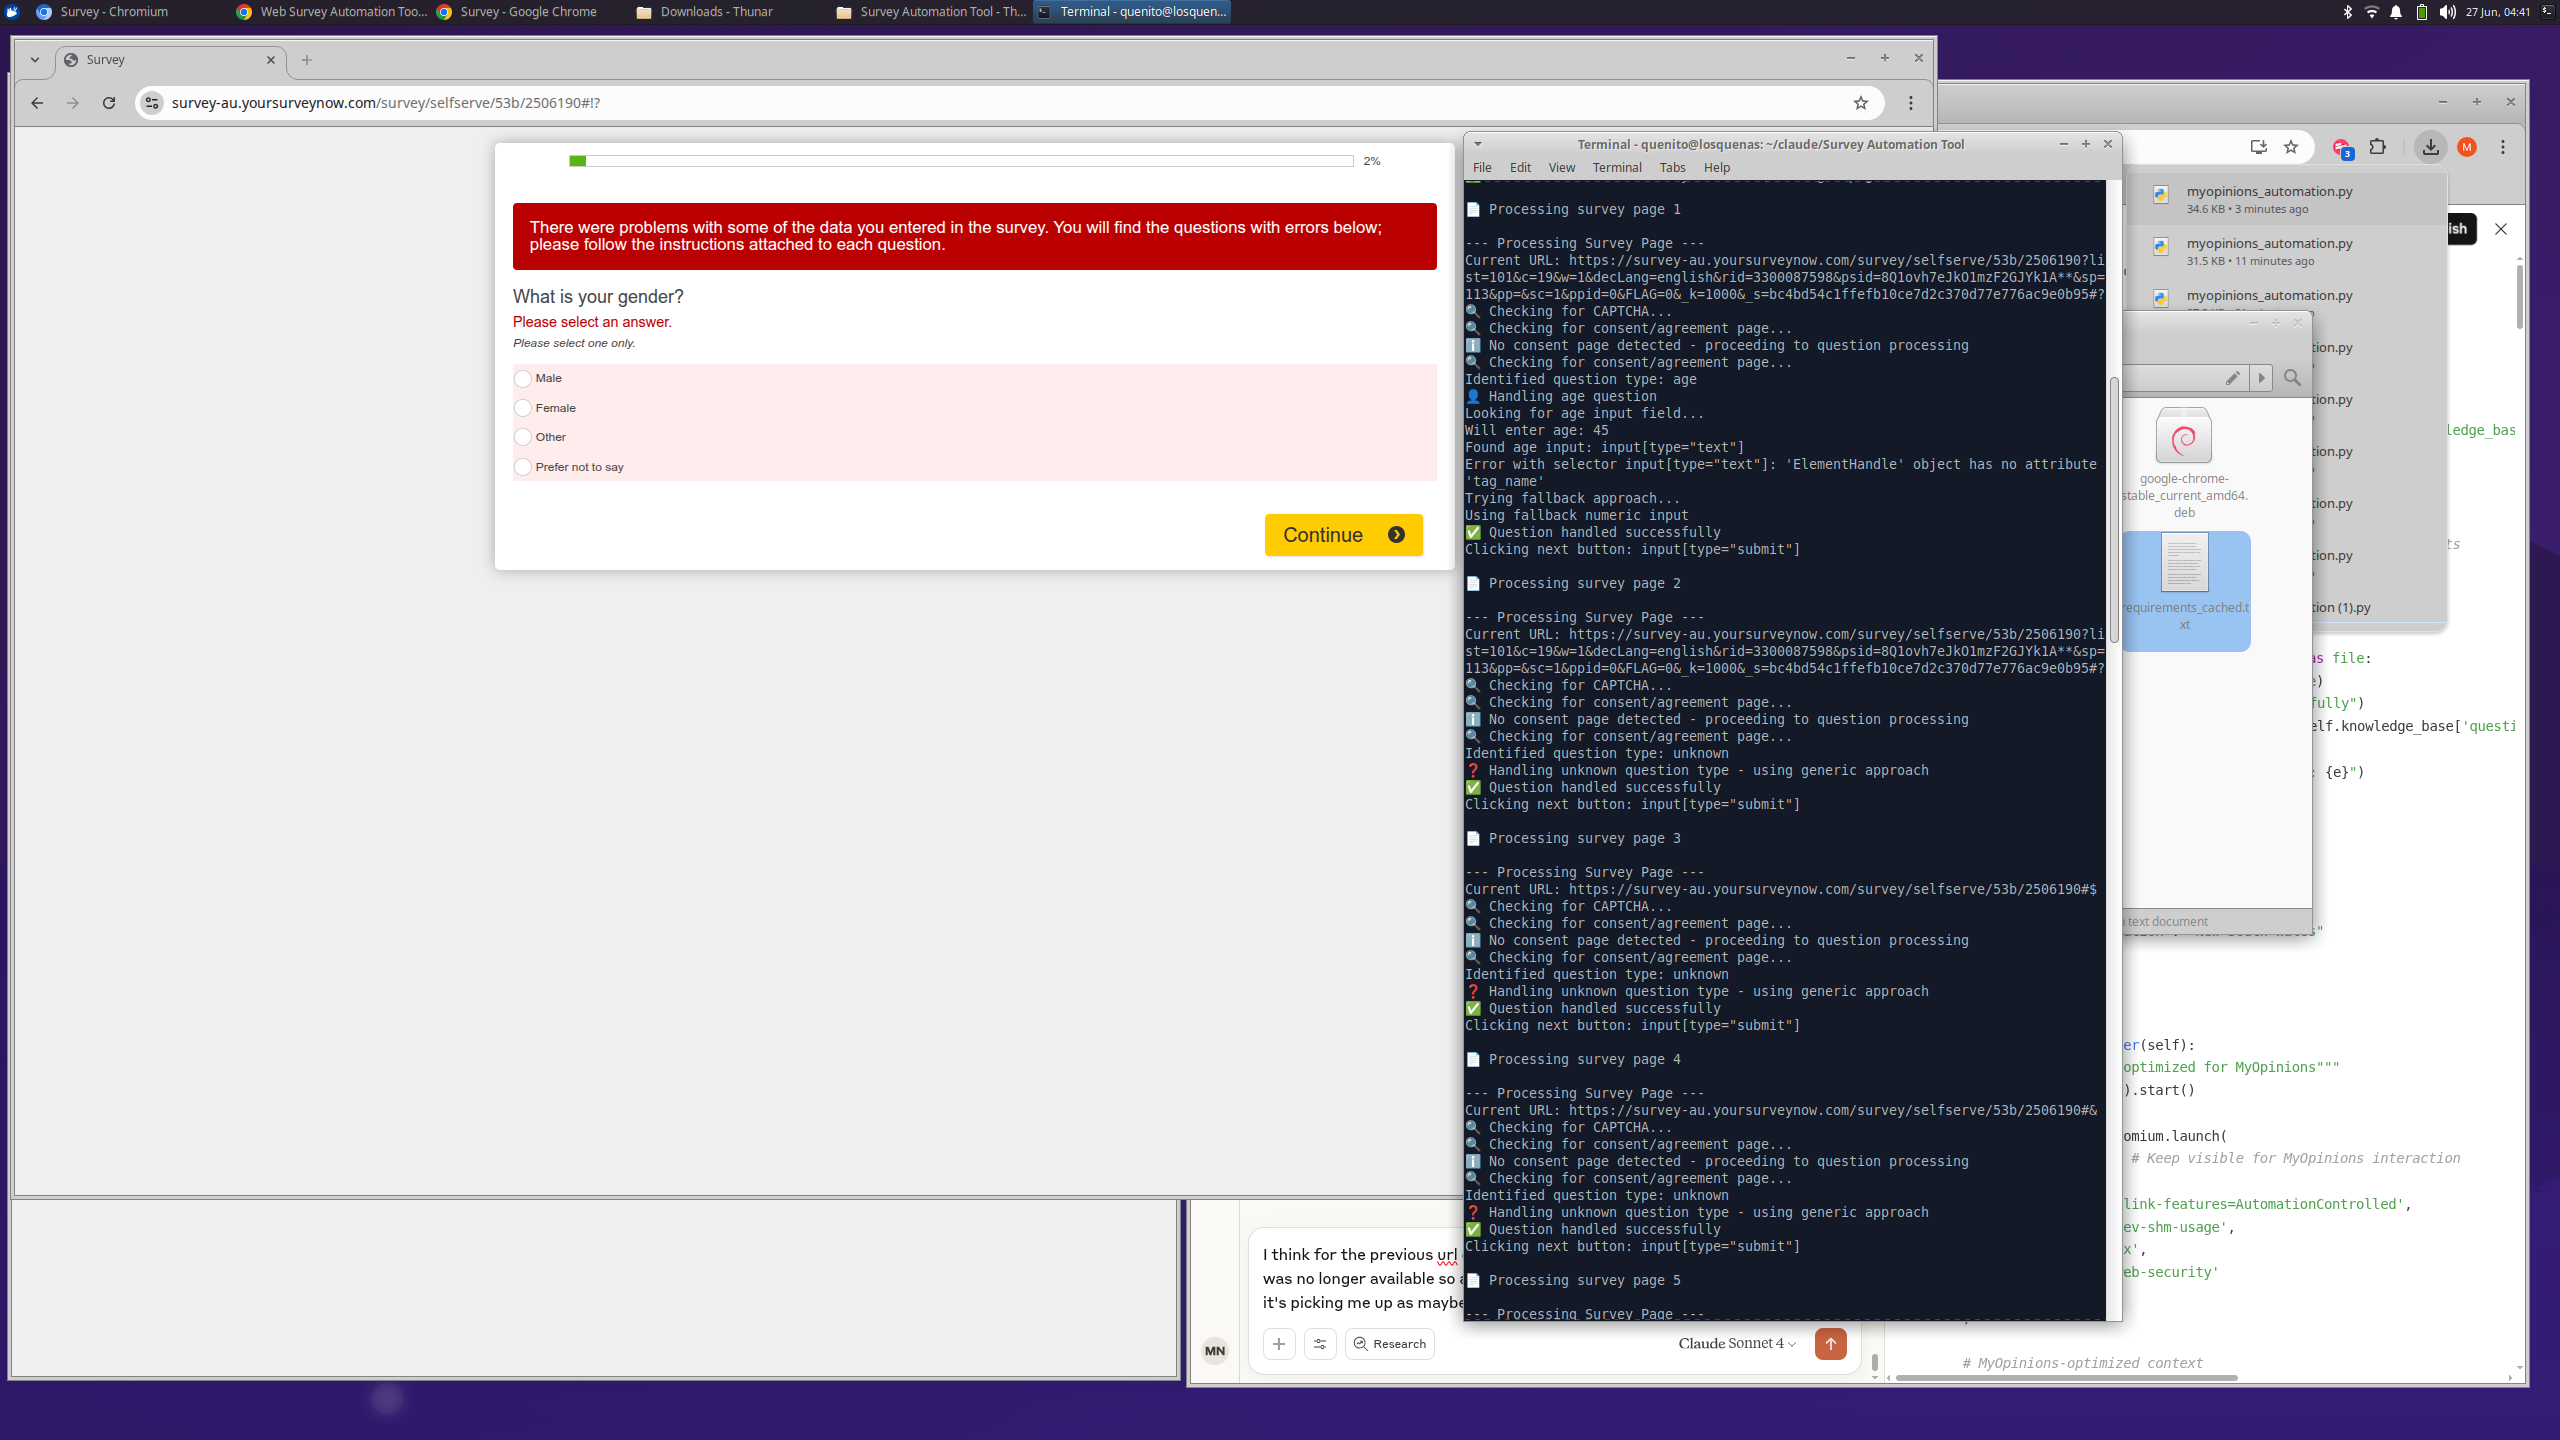 Survey - Chromium
Web Survey Automation Too...
Survey - Google Chrome
Downloads - Thunar
Survey Automation Tool - Th...
Terminal - quenito@losquen...
27 Jun, 04:41
Survey
survey-au.yoursurveynow.com/survey/selfserve/53b/2506190#!?
2%
There were problems with some of the data you entered in the survey. You will find the questions with errors below;
please follow the instructions attached to each question.
What is your gender?
Please select an answer.
Please select one only.
Male
Female
Other
Prefer not to say
Continue
Terminal - quenito@losquenas: ~/claude/Survey Automation Tool
File Edit View Terminal Tabs Help
📄 Processing survey page 1
--- Processing Survey Page ---
Current URL: https://survey-au.yoursurveynow.com/survey/selfserve/53b/2506190?li
st=101&c=19&w=1&decLang=english&rid=3300087598&psid=8Q1ovh7eJkO1mzF2GJYk1A**&sp=
113&pp=&sc=1&ppid=0&FLAG=0&_k=1000&_s=bc4bd54c1ffefb10ce7d2c370d77e776ac9e0b95#?
🔍 Checking for CAPTCHA...
🔍 Checking for consent/agreement page...
ℹ️ No consent page detected - proceeding to question processing
🔍 Checking for consent/agreement page...
Identified question type: age
👤 Handling age question
Looking for age input field...
Will enter age: 45
Found age input: input[type="text"]
Error with selector input[type="text"]: 'ElementHandle' object has no attribute
'tag_name'
Trying fallback approach...
Using fallback numeric input
✅ Question handled successfully
Clicking next button: input[type="submit"]
📄 Processing survey page 2
--- Processing Survey Page ---
Current URL: https://survey-au.yoursurveynow.com/survey/selfserve/53b/2506190?li
st=101&c=19&w=1&decLang=english&rid=3300087598&psid=8Q1ovh7eJkO1mzF2GJYk1A**&sp=
113&pp=&sc=1&ppid=0&FLAG=0&_k=1000&_s=bc4bd54c1ffefb10ce7d2c370d77e776ac9e0b95#?
🔍 Checking for CAPTCHA...
🔍 Checking for consent/agreement page...
ℹ️ No consent page detected - proceeding to question processing
🔍 Checking for consent/agreement page...
Identified question type: unknown
❓ Handling unknown question type - using generic approach
✅ Question handled successfully
Clicking next button: input[type="submit"]
📄 Processing survey page 3
--- Processing Survey Page ---
Current URL: https://survey-au.yoursurveynow.com/survey/selfserve/53b/2506190#$
🔍 Checking for CAPTCHA...
🔍 Checking for consent/agreement page...
ℹ️ No consent page detected - proceeding to question processing
🔍 Checking for consent/agreement page...
Identified question type: unknown
❓ Handling unknown question type - using generic approach
✅ Question handled successfully
Clicking next button: input[type="submit"]
📄 Processing survey page 4
--- Processing Survey Page ---
Current URL: https://survey-au.yoursurveynow.com/survey/selfserve/53b/2506190#&
🔍 Checking for CAPTCHA...
🔍 Checking for consent/agreement page...
ℹ️ No consent page detected - proceeding to question processing
🔍 Checking for consent/agreement page...
Identified question type: unknown
❓ Handling unknown question type - using generic approach
✅ Question handled successfully
Clicking next button: input[type="submit"]
📄 Processing survey page 5
--- Processing Survey Page ---
3
M
myopinions_automation.py
34.6 KB • 3 minutes ago
myopinions_automation.py
31.5 KB • 11 minutes ago
myopinions_automation.py
tion.py
tion.py
tion.py
tion.py
tion.py
tion (1).py
ish
google-chrome-
stable_current_amd64.
deb
requirements_cached.t
xt
text document
ledge_bas
ts
as file:
e)
fully")
elf.knowledge_base['questi
: {e}")
er(self):
optimized for MyOpinions"""
).start()
omium.launch(
# Keep visible for MyOpinions interaction
link-features=AutomationControlled',
ev-shm-usage',
x',
eb-security'
# MyOpinions-optimized context
I think for the previous url
was no longer available so
it's picking me up as maybe
MN
Research
Claude Sonnet 4